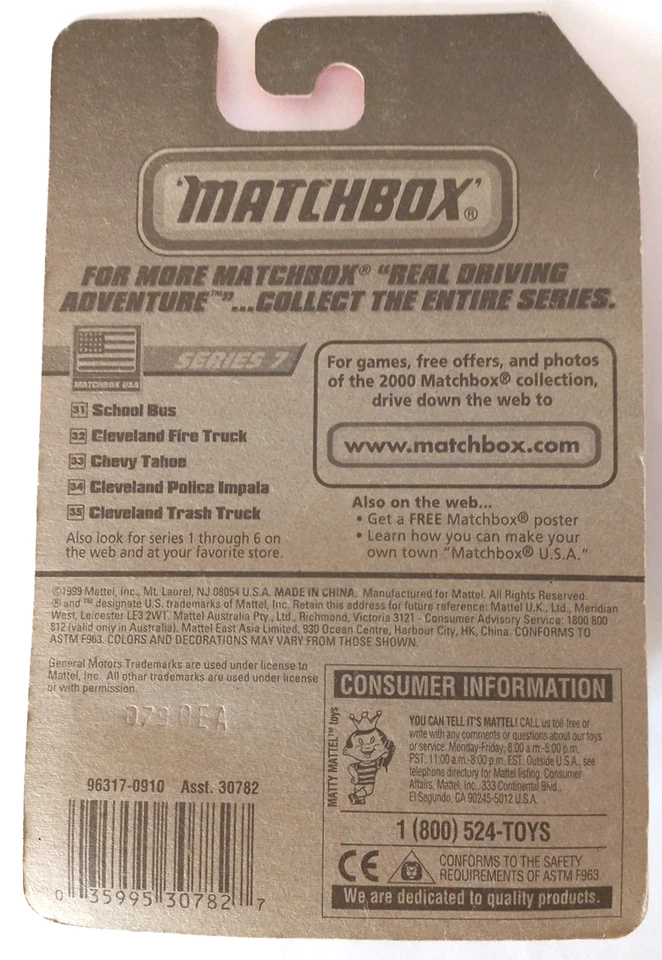 'MATCHBOX'®
FOR MORE MATCHBOX® "REAL DRIVING
ADVENTURE™"...COLLECT THE ENTIRE SERIES.
MATCHBOX USA
SERIES 7
31 School Bus
32 Cleveland Fire Truck
33 Chevy Tahoe
34 Cleveland Police Impala
35 Cleveland Trash Truck
Also look for series 1 through 6 on
the web and at your favorite store.
For games, free offers, and photos
of the 2000 Matchbox® collection,
drive down the web to
www.matchbox.com
Also on the web...
• Get a FREE Matchbox® poster
• Learn how you can make your
own town "Matchbox® U.S.A."
©1999 Mattel, Inc., Mt. Laurel, NJ 08054 U.S.A. MADE IN CHINA. Manufactured for Mattel. All Rights Reserved.
® and ™ designate U.S. trademarks of Mattel, Inc. Retain this address for future reference: Mattel U.K., Ltd., Meridian
West, Leicester LE3 2WT. Mattel Australia Pty., Ltd., Richmond, Victoria 3121 - Consumer Advisory Service: 1800 800
812 (valid only in Australia). Mattel East Asia Limited, 930 Ocean Centre, Harbour City, HK, China. CONFORMS TO
ASTM F963. COLORS AND DECORATIONS MAY VARY FROM THOSE SHOWN.
General Motors Trademarks are used under license to
Mattel, Inc. All other trademarks are used under license
or with permission.
96317-0910 Asst. 30782
0 35995 30782 7
CONSUMER INFORMATION
MATTY MATTEL™ toys
YOU CAN TELL IT'S MATTEL! CALL us toll-free or
write with any comments or questions about our toys
or service. Monday-Friday, 8:00 a.m.-5:00 p.m.
PST: 11:00 a.m.-8:00 p.m. EST. Outside U.S.A., see
telephone directory for Mattel listing. Consumer
Affairs, Mattel, Inc., 333 Continental Blvd.,
El Segundo, CA 90245-5012 U.S.A.
1 (800) 524-TOYS
CE
CONFORMS TO THE SAFETY
REQUIREMENTS OF ASTM F963.
We are dedicated to quality products.